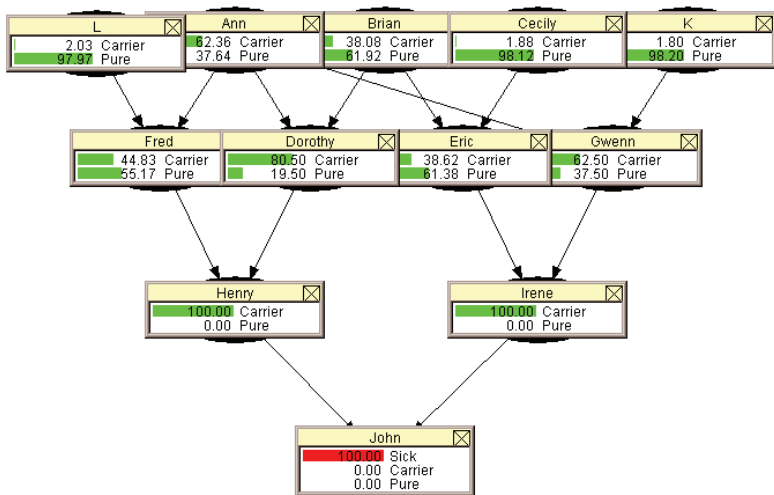 L
2.03 Carrier
97.97 Pure
Ann
62.36 Carrier
37.64 Pure
Brian
38.08 Carrier
61.92 Pure
Cecily
1.88 Carrier
98.12 Pure
K
1.80 Carrier
98.20 Pure
Fred
44.83 Carrier
55.17 Pure
Dorothy
80.50 Carrier
19.50 Pure
Eric
38.62 Carrier
61.38 Pure
Gwenn
62.50 Carrier
37.50 Pure
Henry
100.00 Carrier
0.00 Pure
Irene
100.00 Carrier
0.00 Pure
John
100.00 Sick
0.00 Carrier
0.00 Pure